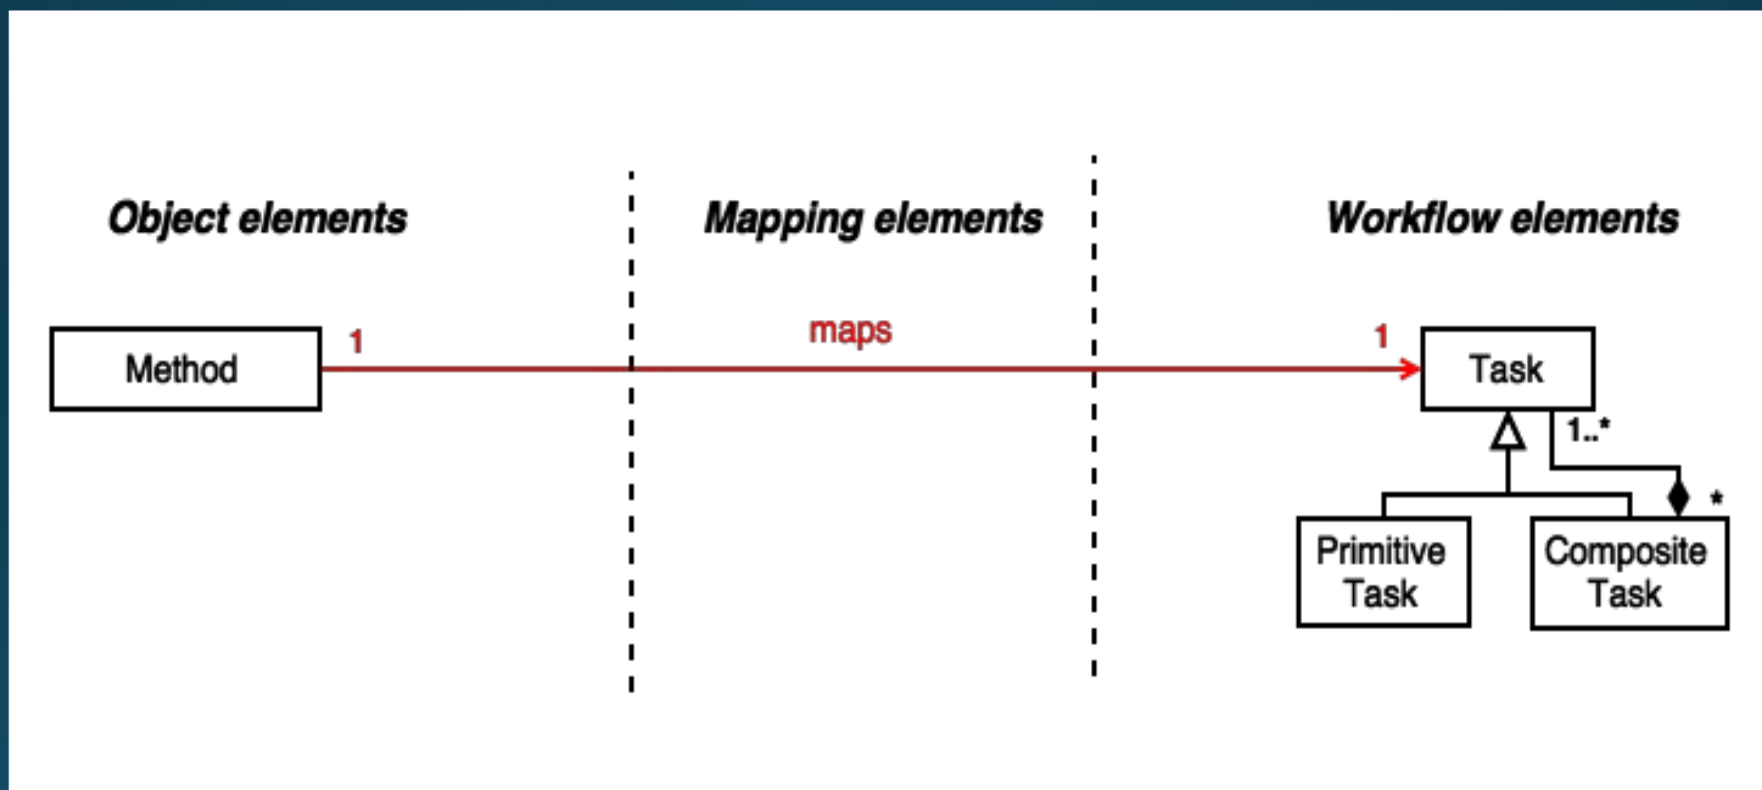 Object elements
Mapping elements
Workflow elements
Method
1
maps
1
Task
1..*
*
Primitive
Task
Composite
Task